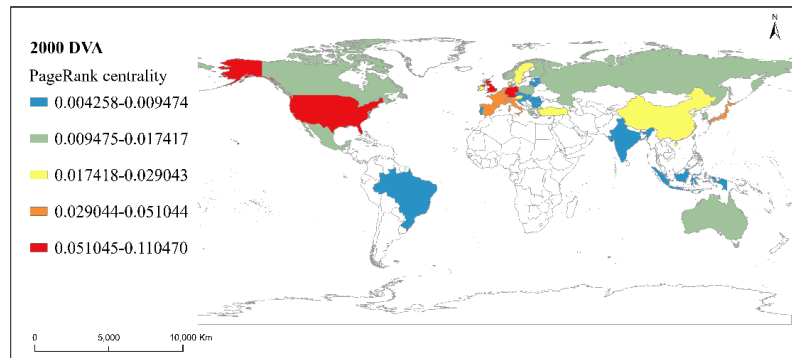 N
2000 DVA
PageRank centrality
0.004258-0.009474
0.009475-0.017417
0.017418-0.029043
0.029044-0.051044
0.051045-0.110470
0 5,000 10,000 Km